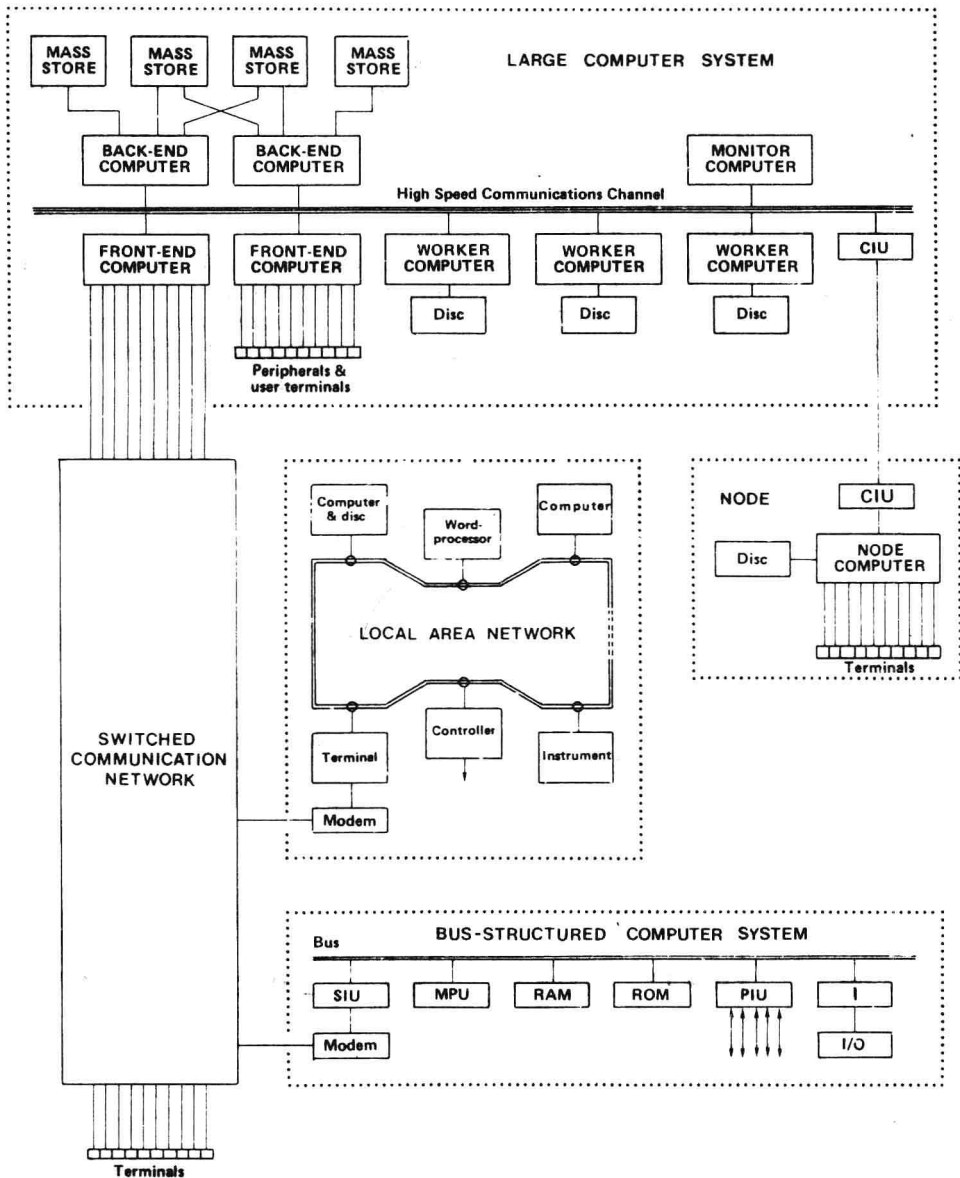 MASS
STORE
MASS
STORE
MASS
STORE
MASS
STORE
LARGE COMPUTER SYSTEM
BACK-END
COMPUTER
BACK-END
COMPUTER
MONITOR
COMPUTER
High Speed Communications Channel
FRONT-END
COMPUTER
FRONT-END
COMPUTER
WORKER
COMPUTER
WORKER
COMPUTER
WORKER
COMPUTER
CIU
Disc
Disc
Disc
Peripherals &
user terminals
Computer
& disc
Word-
processor
Computer
LOCAL AREA NETWORK
Terminal
Controller
Instrument
Modem
NODE
CIU
Disc
NODE
COMPUTER
Terminals
SWITCHED
COMMUNICATION
NETWORK
BUS-STRUCTURED COMPUTER SYSTEM
Bus
SIU
MPU
RAM
ROM
PIU
I
Modem
I/O
Terminals